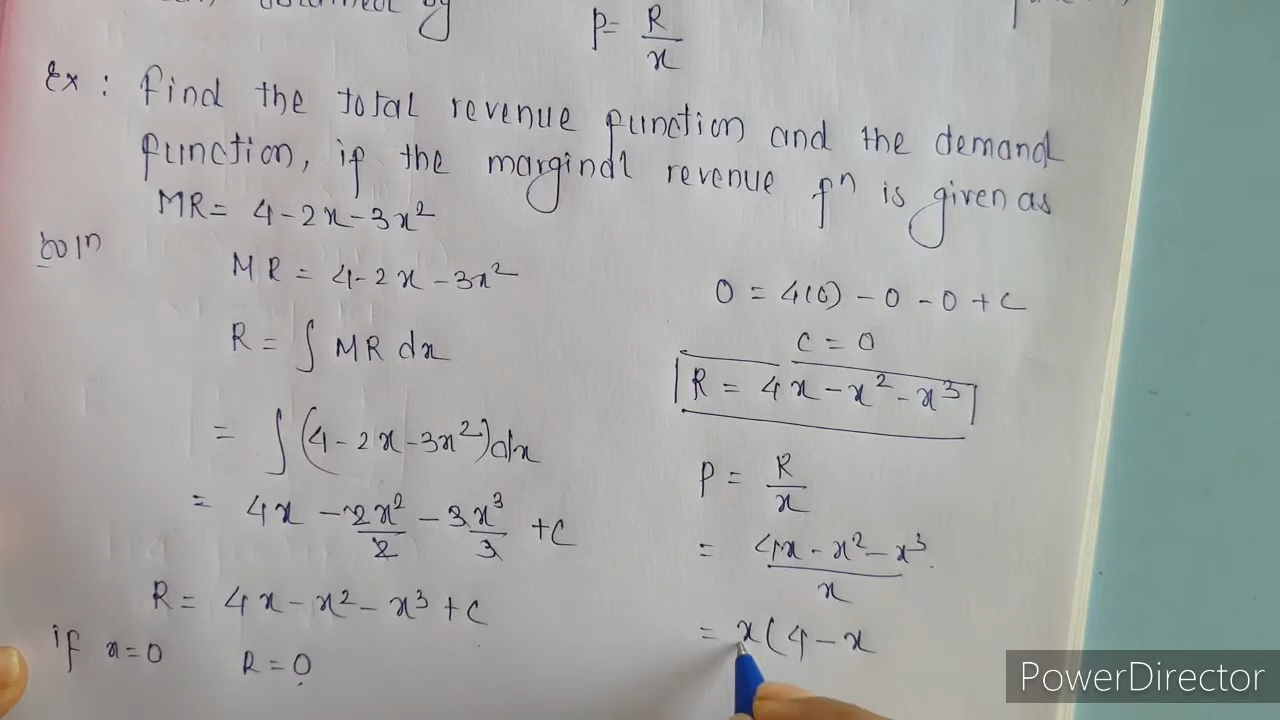 by
P = R/x
Ex : Find the total revenue function and the demand
function, if the marginal revenue fⁿ is given as
MR = 4 - 2x - 3x²
Solⁿ
MR = 4 - 2x - 3x²
R = ∫ MR dx
= ∫ (4 - 2x - 3x²) dx
= 4x - 2x²/2 - 3x³/3 + C
R = 4x - x² - x³ + C
if x = 0 R = 0
0 = 4(0) - 0 - 0 + C
C = 0
R = 4x - x² - x³
P = R/x
= 4x - x² - x³/x
= x(4 - x
PowerDirector